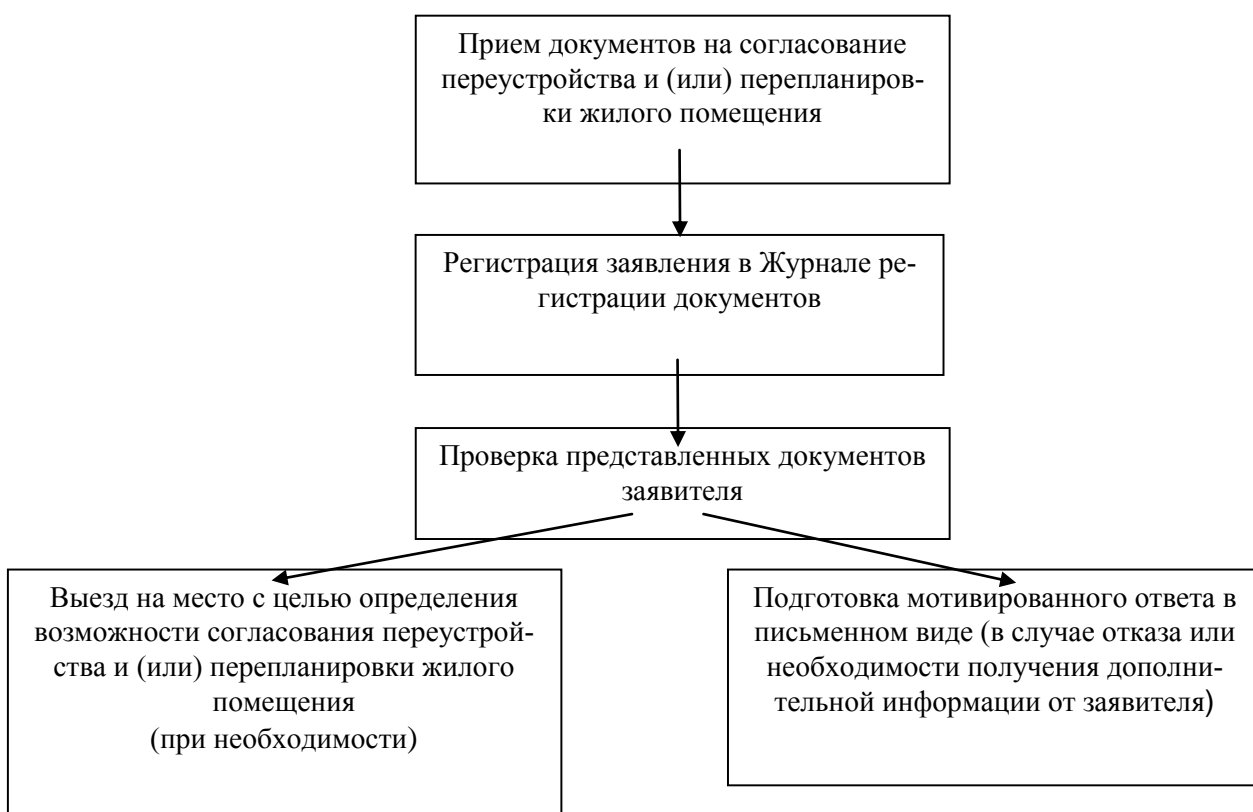 Прием документов на согласование
переустройства и (или) перепланиров-
ки жилого помещения
Регистрация заявления в Журнале ре-
гистрации документов
Проверка представленных документов
заявителя
Выезд на место с целью определения
возможности согласования переустрой-
ства и (или) перепланировки жилого
помещения
(при необходимости)
Подготовка мотивированного ответа в
письменном виде (в случае отказа или
необходимости получения дополни-
тельной информации от заявителя)